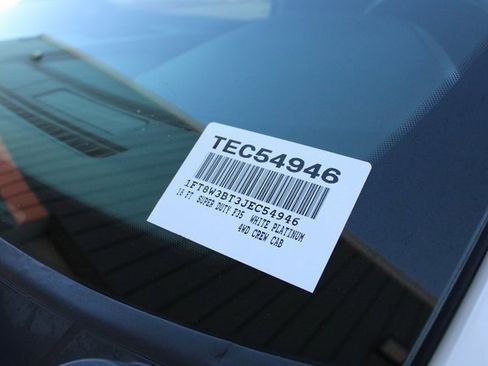 TEC54946
1FT8W3BT3JEC54946
18 FT SUPER DUTY F35 WHITE PLATINUM
4WD CREW CAB